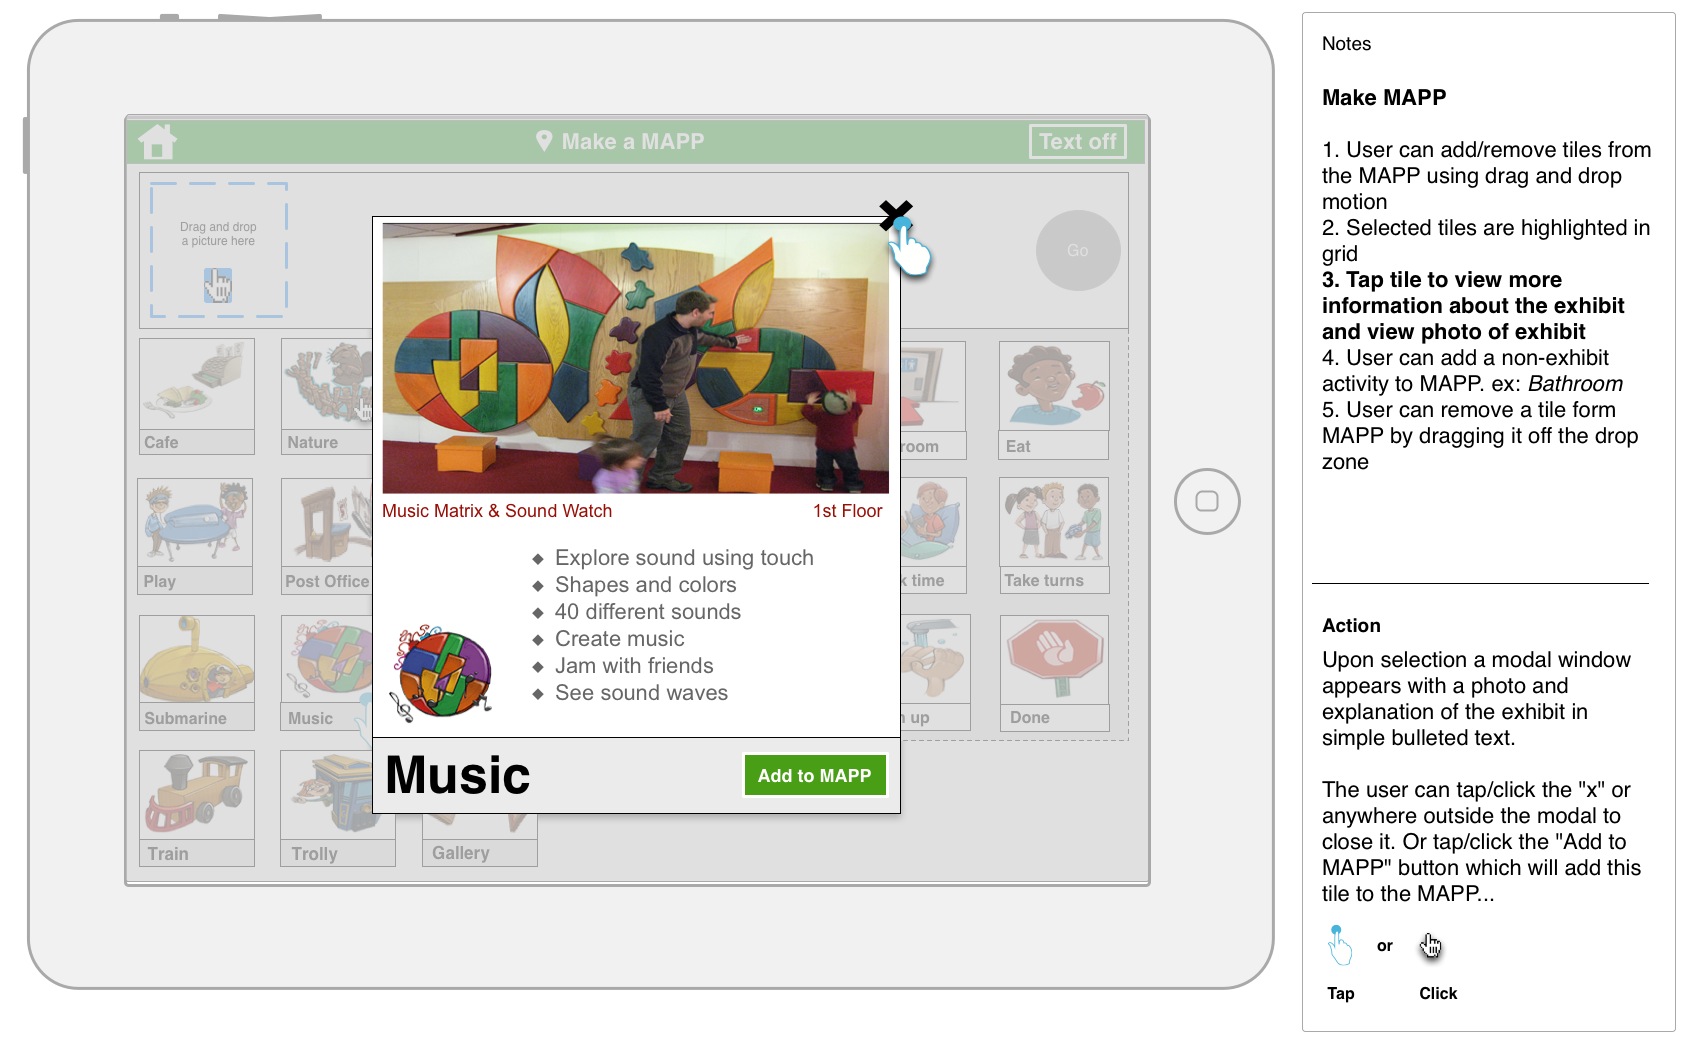 Make a MAPP
Text off
Drag and drop
a picture here
Go
Cafe
Nature
room
Eat
Play
Post Office
time
Take turns
Submarine
Music
up
Done
Train
Trolly
Gallery
Music Matrix & Sound Watch
1st Floor
◆ Explore sound using touch
◆ Shapes and colors
◆ 40 different sounds
◆ Create music
◆ Jam with friends
◆ See sound waves
Music
Add to MAPP
Notes
Make MAPP
1. User can add/remove tiles from
the MAPP using drag and drop
motion
2. Selected tiles are highlighted in
grid
3. Tap tile to view more
information about the exhibit
and view photo of exhibit
4. User can add a non-exhibit
activity to MAPP. ex: Bathroom
5. User can remove a tile form
MAPP by dragging it off the drop
zone
Action
Upon selection a modal window
appears with a photo and
explanation of the exhibit in
simple bulleted text.
The user can tap/click the "x" or
anywhere outside the modal to
close it. Or tap/click the "Add to
MAPP" button which will add this
tile to the MAPP...
or
Tap
Click